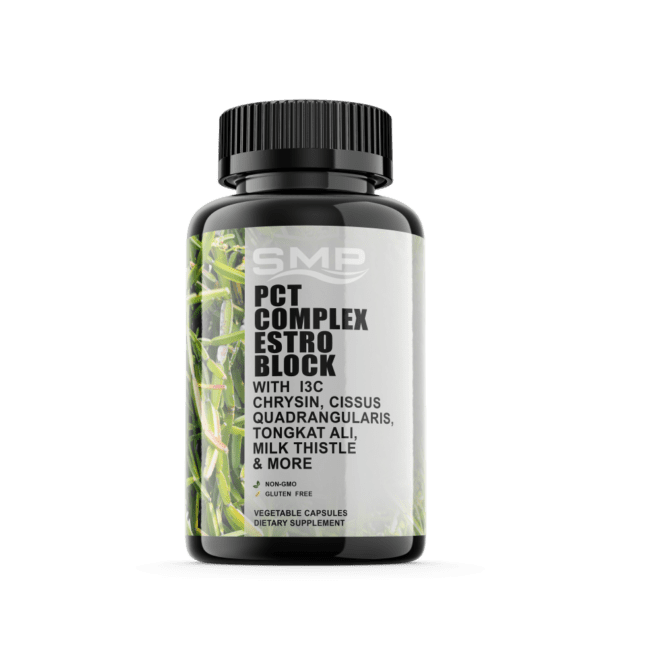 SMP
PCT
COMPLEX
ESTRO
BLOCK
WITH I3C
CHRYSIN, CISSUS
QUADRANGULARIS,
TONGKAT ALI,
MILK THISTLE
& MORE
NON-GMO
GLUTEN FREE
VEGETABLE CAPSULES
DIETARY SUPPLEMENT